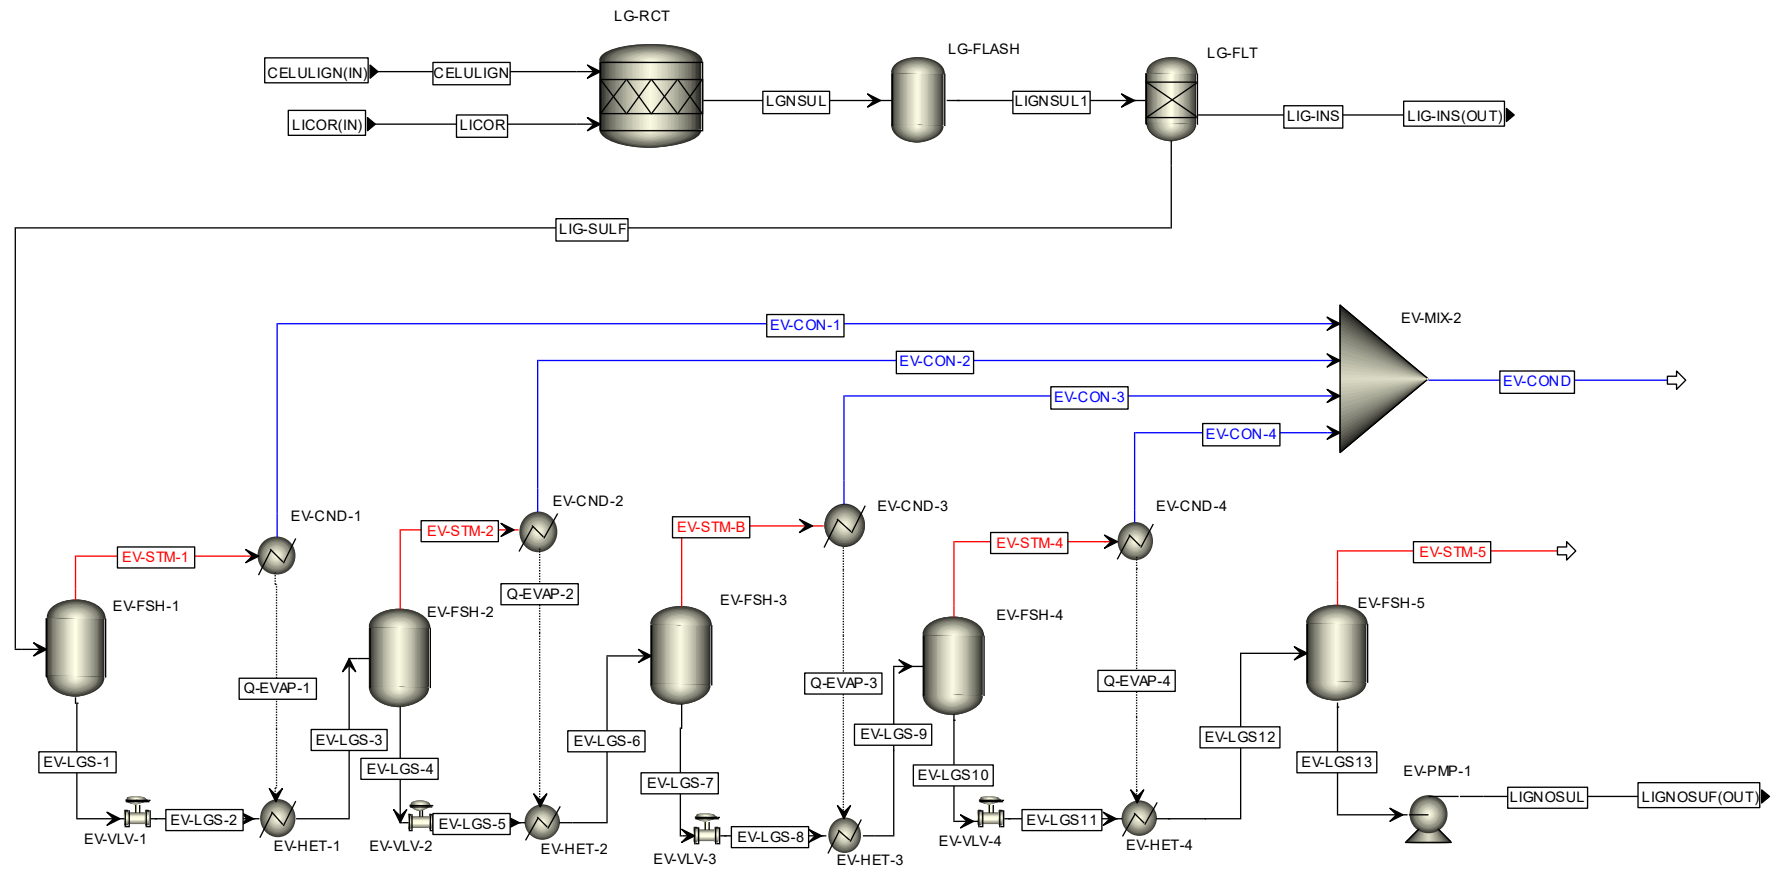 LG-RCT
LG-FLASH
LG-FLT
CELULIGN(IN)
CELULIGN
LGNSUL
LIGNSUL1
LICOR(IN)
LICOR
LIG-INS
LIG-INS(OUT)
LIG-SULF
EV-MIX-2
EV-CON-1
EV-CON-2
EV-COND
EV-CON-3
EV-CON-4
EV-CND-1
EV-CND-2
EV-CND-3
EV-CND-4
EV-STM-1
EV-STM-2
EV-STM-B
EV-STM-4
EV-STM-5
EV-FSH-1
EV-FSH-2
EV-FSH-3
EV-FSH-4
EV-FSH-5
Q-EVAP-1
Q-EVAP-2
Q-EVAP-3
Q-EVAP-4
EV-LGS-1
EV-LGS-3
EV-LGS-4
EV-LGS-6
EV-LGS-7
EV-LGS-9
EV-LGS10
EV-LGS12
EV-LGS13
EV-PMP-1
LIGNOSUL
LIGNOSUF(OUT)
EV-VLV-1
EV-LGS-2
EV-HET-1
EV-VLV-2
EV-LGS-5
EV-HET-2
EV-VLV-3
EV-LGS-8
EV-HET-3
EV-VLV-4
EV-LGS11
EV-HET-4